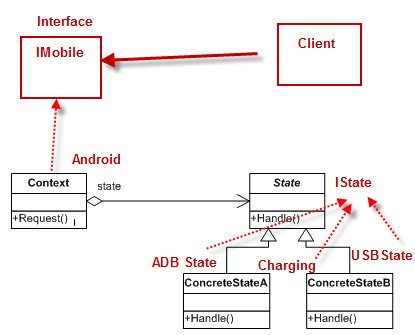 Interface
IMobile
Client
Android
Context
state
State
IState
+Request()
+Handle()
ADB State
Charging
USB State
ConcreteStateA
ConcreteStateB
+Handle()
+Handle()